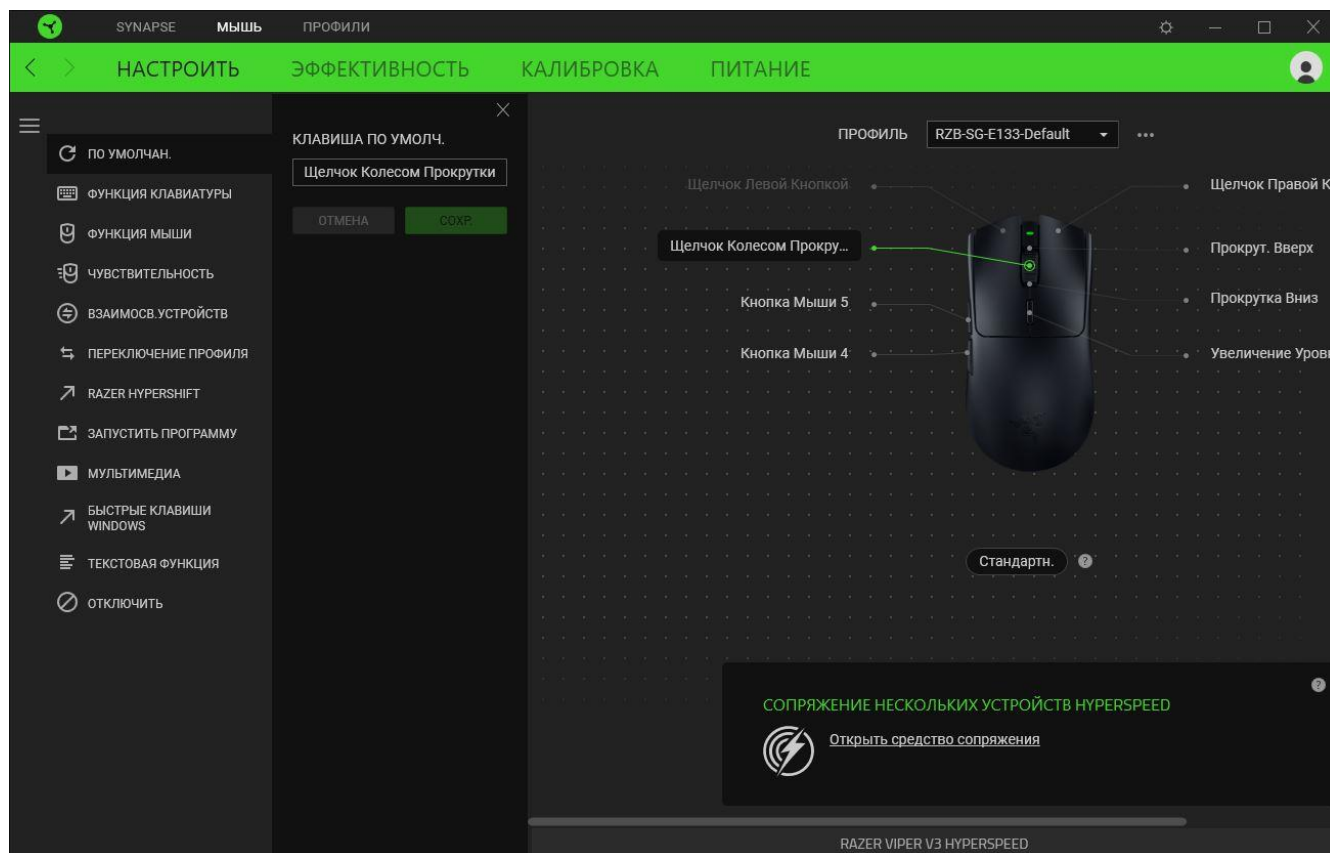 SYNAPSE МЫШЬ ПРОФИЛИ
НАСТРОИТЬ ЭФФЕКТИВНОСТЬ КАЛИБРОВКА ПИТАНИЕ
ПО УМОЛЧАН.
ФУНКЦИЯ КЛАВИАТУРЫ
ФУНКЦИЯ МЫШИ
ЧУВСТВИТЕЛЬНОСТЬ
ВЗАИМОСВ.УСТРОЙСТВ
ПЕРЕКЛЮЧЕНИЕ ПРОФИЛЯ
RAZER HYPERSHIFT
ЗАПУСТИТЬ ПРОГРАММУ
МУЛЬТИМЕДИА
БЫСТРЫЕ КЛАВИШИ
WINDOWS
ТЕКСТОВАЯ ФУНКЦИЯ
ОТКЛЮЧИТЬ
КЛАВИША ПО УМОЛЧ.
Щелчок Колесом Прокрутки
ОТМЕНА СОХР.
ПРОФИЛЬ RZB-SG-E133-Default
Щелчок Левой Кнопкой
Щелчок Колесом Прокру...
Кнопка Мыши 5
Кнопка Мыши 4
Щелчок Правой К
Прокрут. Вверх
Прокрутка Вниз
Увеличение Уров
Стандартн.
СОПРЯЖЕНИЕ НЕСКОЛЬКИХ УСТРОЙСТВ HYPERSPEED
Открыть средство сопряжения
RAZER VIPER V3 HYPERSPEED